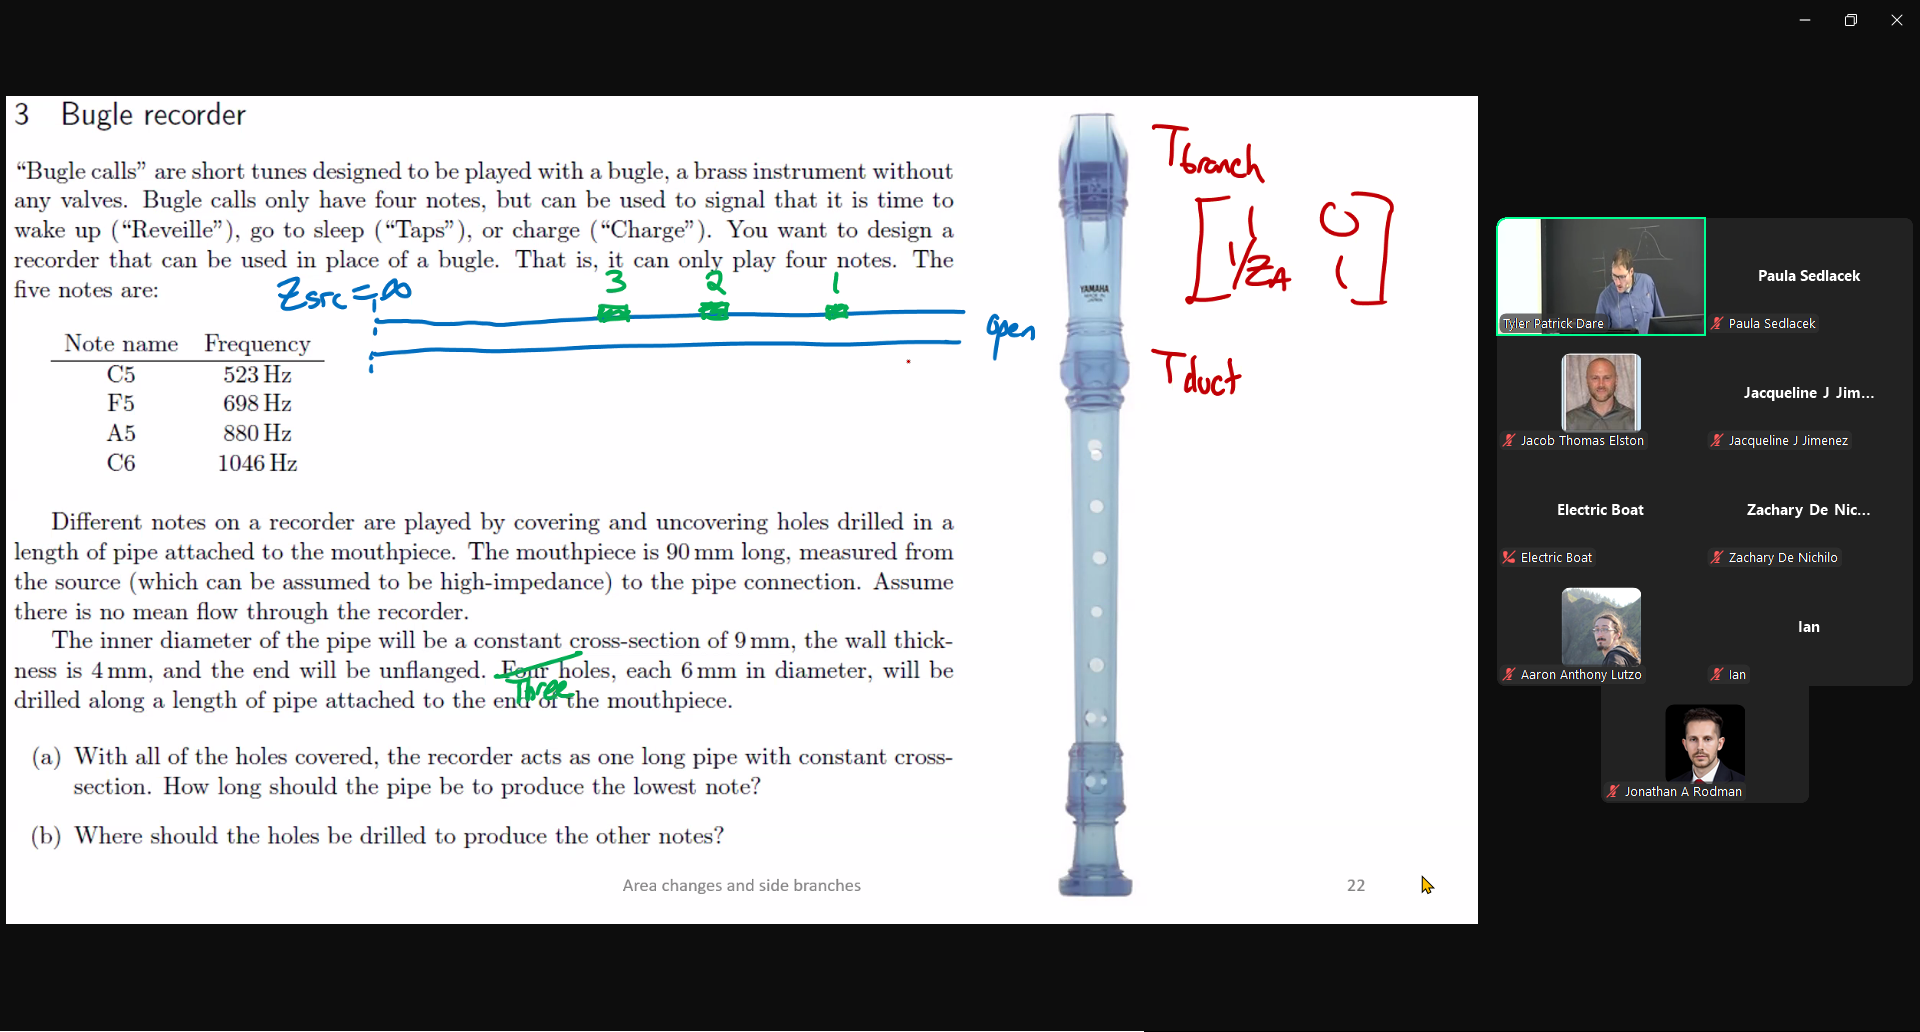 3 Bugle recorder
“Bugle calls” are short tunes designed to be played with a bugle, a brass instrument without
any valves. Bugle calls only have four notes, but can be used to signal that it is time to
wake up (“Reveille”), go to sleep (“Taps”), or charge (“Charge”). You want to design a
recorder that can be used in place of a bugle. That is, it can only play four notes. The
five notes are:
Zsrc = ∞
3 2 1
open
Note name Frequency
C5 523 Hz
F5 698 Hz
A5 880 Hz
C6 1046 Hz
Different notes on a recorder are played by covering and uncovering holes drilled in a
length of pipe attached to the mouthpiece. The mouthpiece is 90 mm long, measured from
the source (which can be assumed to be high-impedance) to the pipe connection. Assume
there is no mean flow through the recorder.
The inner diameter of the pipe will be a constant cross-section of 9 mm, the wall thick-
ness is 4 mm, and the end will be unflanged. Four holes, each 6 mm in diameter, will be
Three
drilled along a length of pipe attached to the end of the mouthpiece.
(a) With all of the holes covered, the recorder acts as one long pipe with constant cross-
section. How long should the pipe be to produce the lowest note?
(b) Where should the holes be drilled to produce the other notes?
Area changes and side branches
22
YAMAHA
Tbranch
1 0
1/ZA 1
Tduct
Tyler Patrick Dare
Paula Sedlacek
Paula Sedlacek
Jacob Thomas Elston
Jacqueline J Jim...
Jacqueline J Jimenez
Electric Boat
Electric Boat
Zachary De Nic...
Zachary De Nichilo
Aaron Anthony Lutzo
Ian
Ian
Jonathan A Rodman